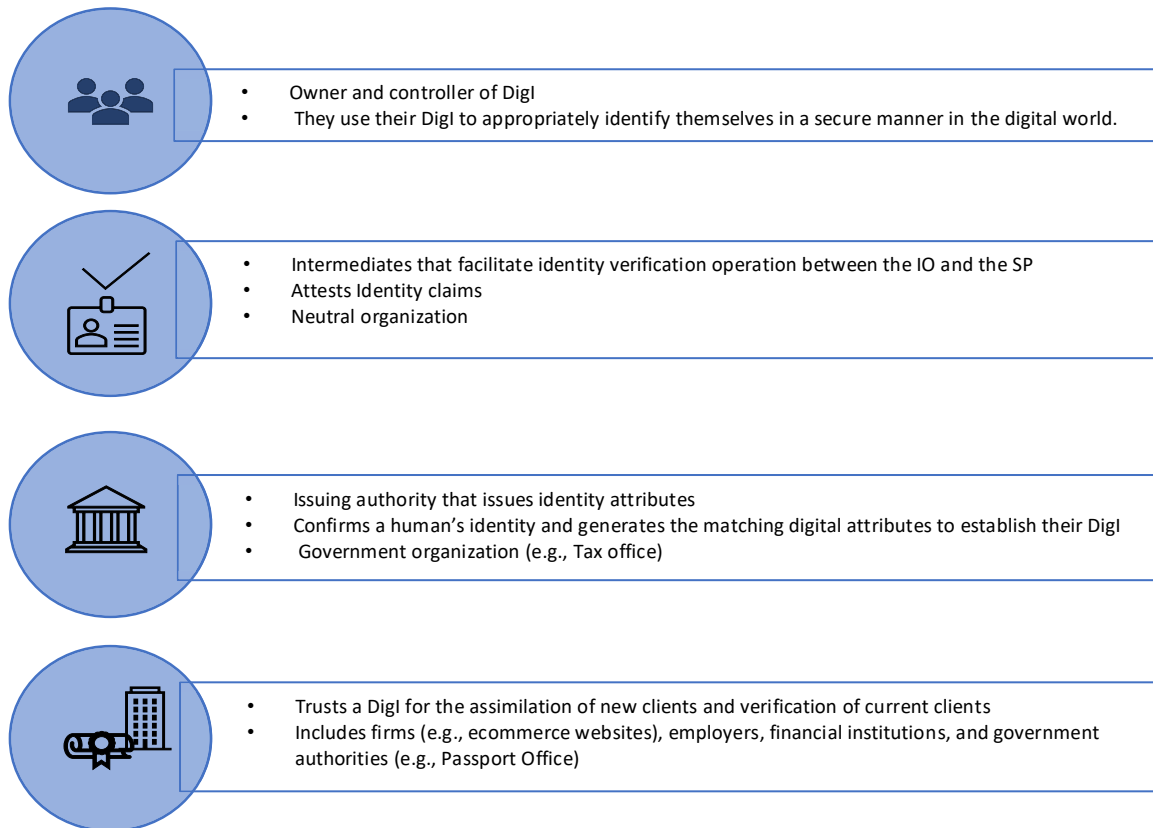 • Owner and controller of DigI
• They use their DigI to appropriately identify themselves in a secure manner in the digital world.
• Intermediates that facilitate identity verification operation between the IO and the SP
• Attests Identity claims
• Neutral organization
• Issuing authority that issues identity attributes
• Confirms a human's identity and generates the matching digital attributes to establish their DigI
• Government organization (e.g., Tax office)
• Trusts a DigI for the assimilation of new clients and verification of current clients
• Includes firms (e.g., ecommerce websites), employers, financial institutions, and government
authorities (e.g., Passport Office)